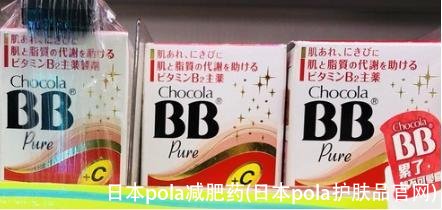 肌あれ、にきびに
肌と脂質の代謝を助ける
ビタミンB2主薬製剤
Chocola
BB®
Pure
+C
肌あれ、にきびに
肌と脂質の代謝を助ける
ビタミンB2主薬
Chocola
BB®
Pure
+C
肌あれ、にきびに
肌と脂質の代謝を助ける
ビタミンB2主薬
Chocola
BB®
Pure
Chocola
BB
累了,
日本pola减肥药(日本pola护肤品官网)